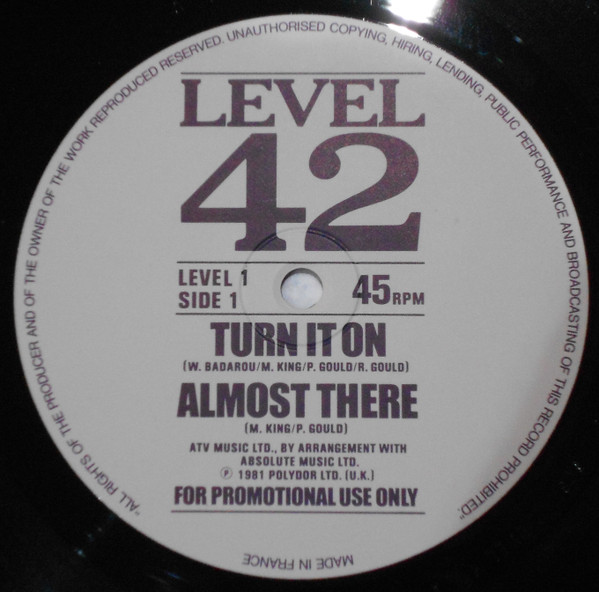 LEVEL
42
LEVEL 1
SIDE 1
45RPM
TURN IT ON
(W. BADAROU/M. KING/P. GOULD/R. GOULD)
ALMOST THERE
(M. KING/P. GOULD)
ATV MUSIC LTD., BY ARRANGEMENT WITH
ABSOLUTE MUSIC LTD.
℗ 1981 POLYDOR LTD. (U.K.)
FOR PROMOTIONAL USE ONLY
"ALL RIGHTS OF THE PRODUCER AND OF THE OWNER OF THE WORK REPRODUCED RESERVED. UNAUTHORISED COPYING, HIRING, LENDING, PUBLIC PERFORMANCE AND BROADCASTING OF THIS RECORD PROHIBITED."
MADE IN FRANCE